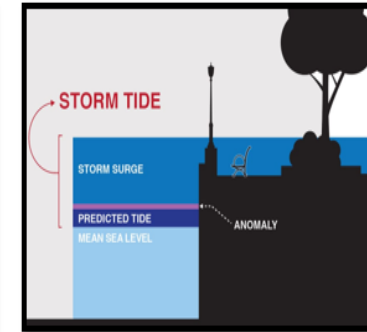 STORM TIDE
STORM SURGE
PREDICTED TIDE
ANOMALY
MEAN SEA LEVEL